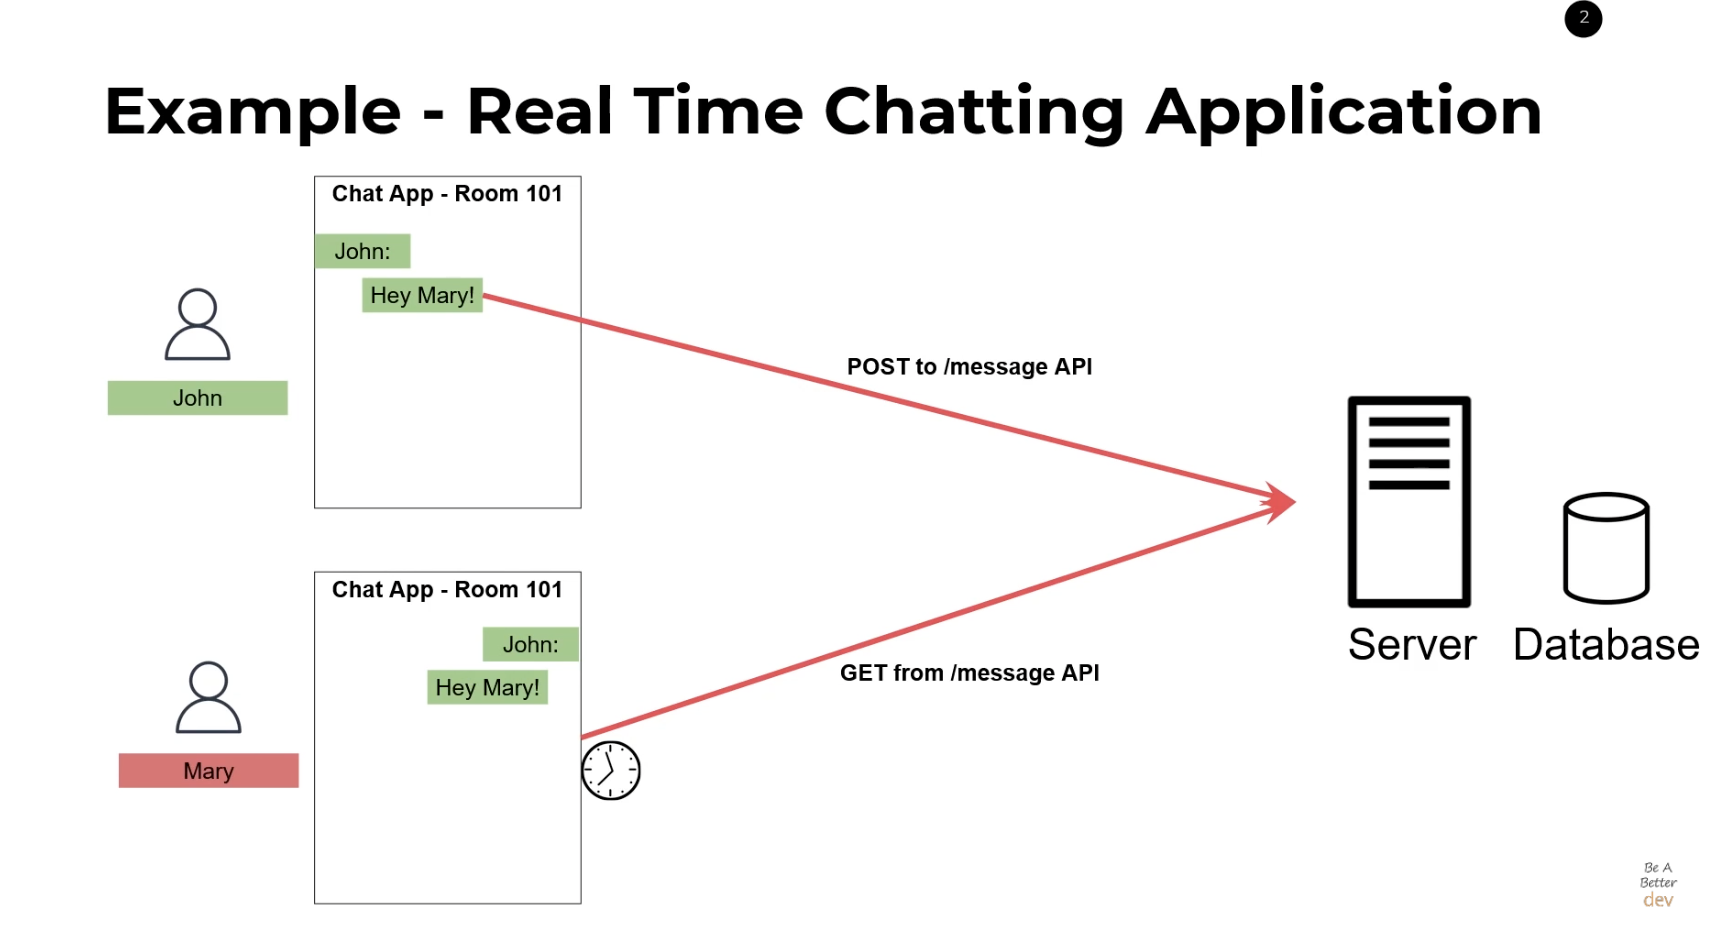 2
Example - Real Time Chatting Application
Chat App - Room 101
John:
Hey Mary!
John
POST to /message API
Chat App - Room 101
John:
Hey Mary!
Mary
GET from /message API
Server
Database
Be A
Better
dev